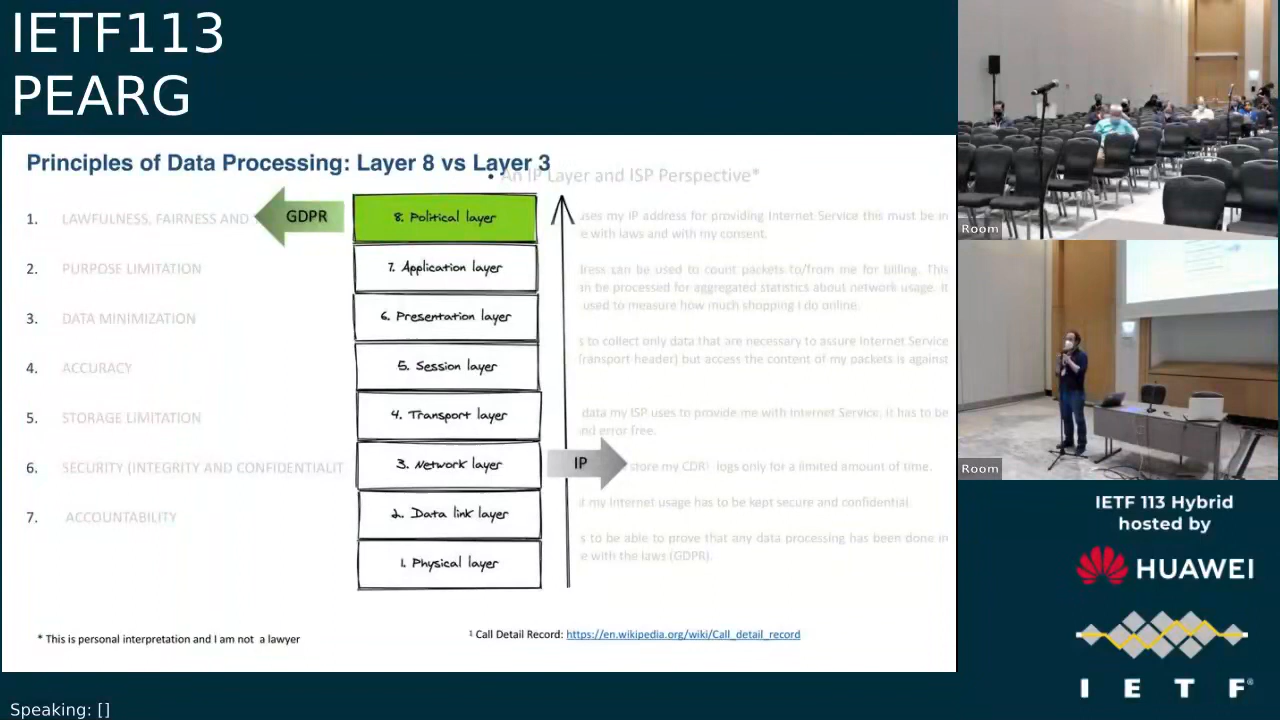 IETF113
PEARG
Principles of Data Processing: Layer 8 vs Layer 3
• An IP Layer and ISP Perspective*
1. LAWFULNESS, FAIRNESS AND
2. PURPOSE LIMITATION
3. DATA MINIMIZATION
4. ACCURACY
5. STORAGE LIMITATION
6. SECURITY (INTEGRITY AND CONFIDENTIALIT
7. ACCOUNTABILITY
GDPR
8. Political layer
7. Application layer
6. Presentation layer
5. Session layer
4. Transport layer
3. Network layer
2. Data link layer
1. Physical layer
IP
uses my IP address for providing Internet Service this must be in
with laws and with my consent.
can be used to count packets to/from me for billing. This
be processed for aggregated statistics about network usage. It
used to measure how much shopping I do online.
to collect only data that are necessary to assure Internet Service
transport header) but access the content of my packets is against
data my ISP uses to provide me with Internet Service. It has to be
error free.
store my CDR¹ logs only for a limited amount of time.
my Internet usage has to be kept secure and confidential.
to be able to prove that any data processing has been done in
with the laws (GDPR).
* This is personal interpretation and I am not a lawyer
¹ Call Detail Record: https://en.wikipedia.org/wiki/Call_detail_record
Room
Room
IETF 113 Hybrid
hosted by
HUAWEI
I E T F®
Speaking: []